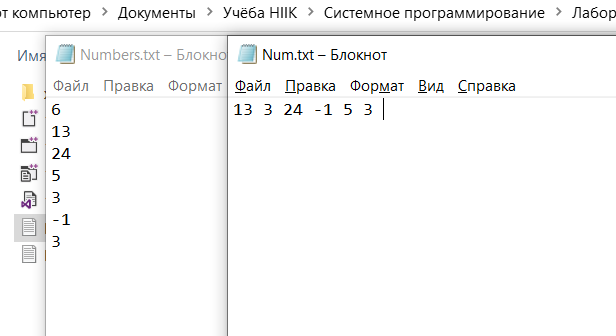 от компьютер > Документы > Учёба НІІК > Системное программирование > Лабор
Имя
Numbers.txt – Блокно
Файл Правка Формат
6
13
24
5
3
-1
3
Num.txt – Блокнот
Файл Правка Формат Вид Справка
13 3 24 -1 5 3